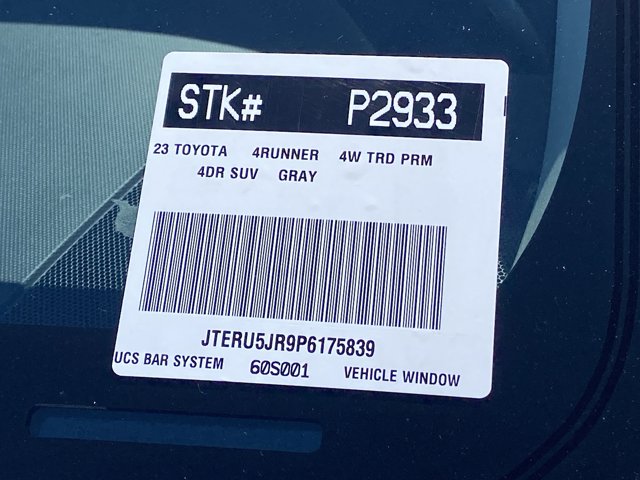 STK# P2933
23 TOYOTA 4RUNNER 4W TRD PRM
4DR SUV GRAY
JTERU5JR9P6175839
UCS BAR SYSTEM 60S001 VEHICLE WINDOW